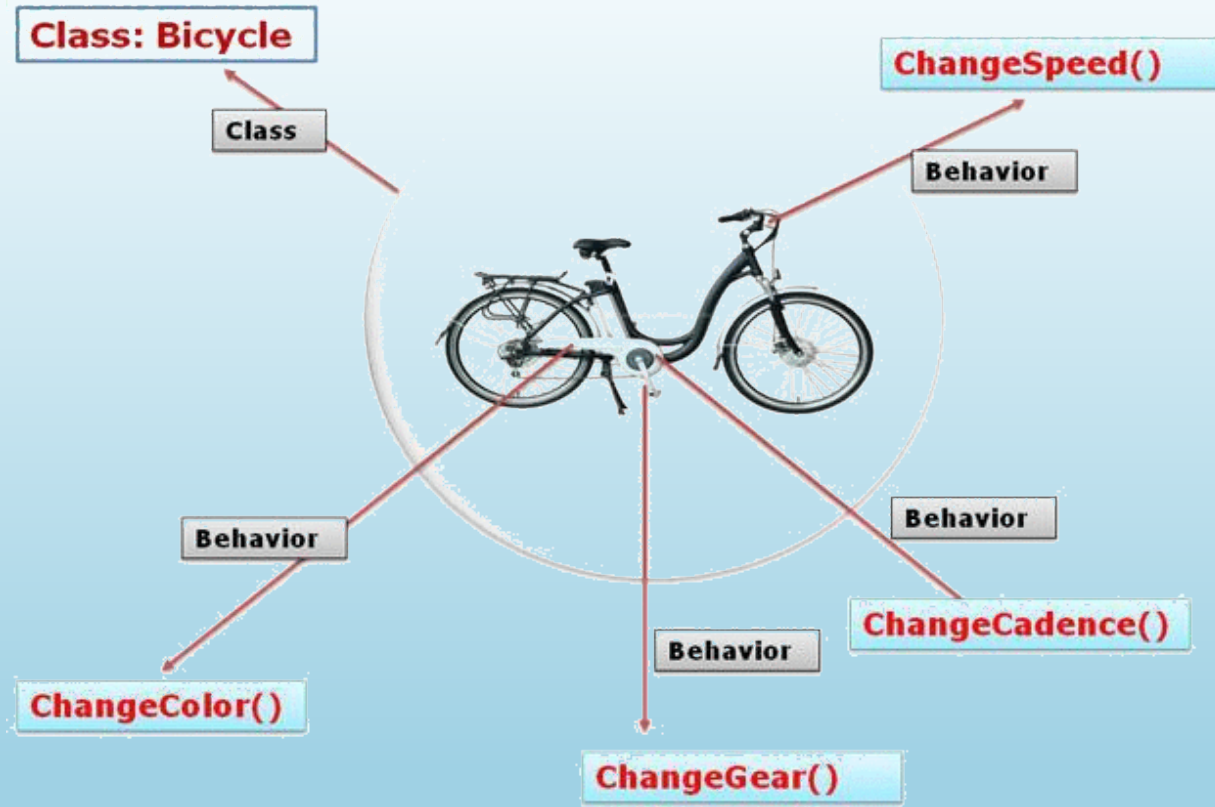 Class: Bicycle
ChangeSpeed()
Class
Behavior
Behavior
Behavior
ChangeCadence()
Behavior
ChangeColor()
ChangeGear()